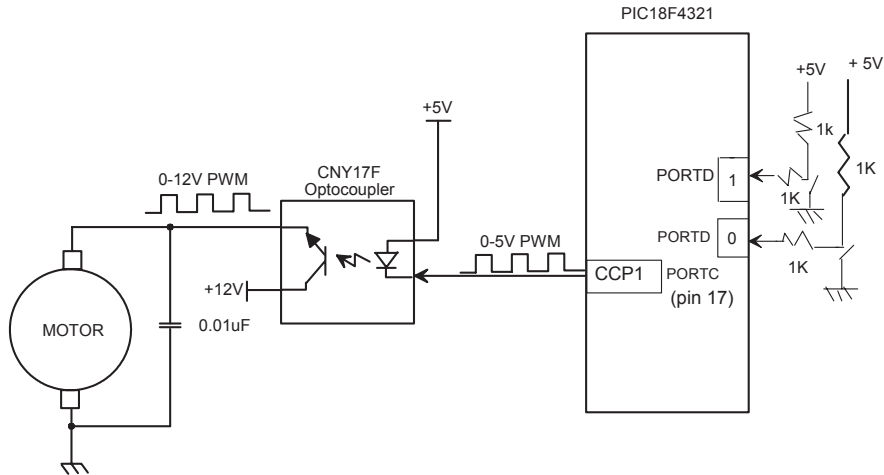 PIC18F4321
+5V
+ 5V
1k
1K
+5V
CNY17F
Optocoupler
0-12V PWM
PORTD
1
1K
PORTD
0
0-5V PWM
1K
CCP1
PORTC
(pin 17)
+12V
0.01uF
MOTOR